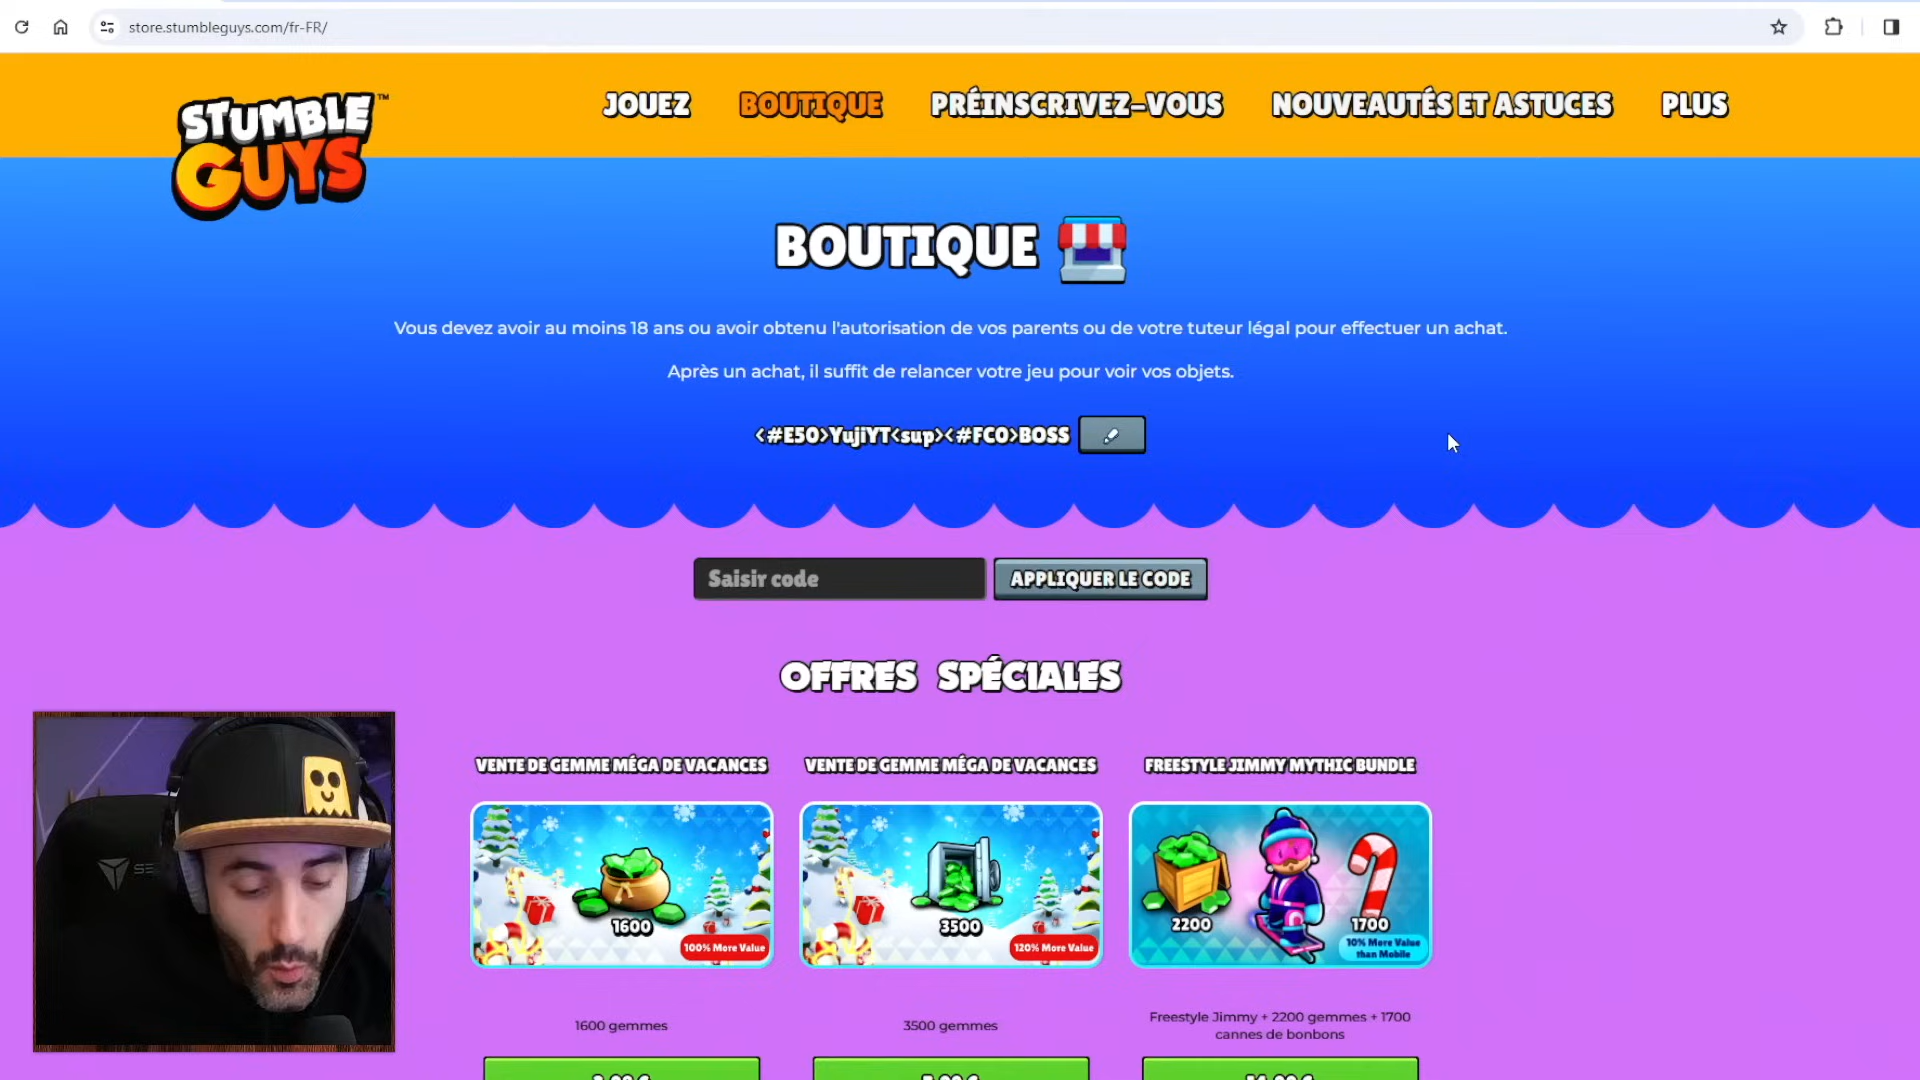 store.stumbleguys.com/fr-FR/
STUMBLE GUYS™
JOUEZ
BOUTIQUE
PRÉINSCRIVEZ-VOUS
NOUVEAUTÉS ET ASTUCES
PLUS
BOUTIQUE
Vous devez avoir au moins 18 ans ou avoir obtenu l'autorisation de vos parents ou de votre tuteur légal pour effectuer un achat.
Après un achat, il suffit de relancer votre jeu pour voir vos objets.
<#E50>YujiYT<sup><#FC0>BOSS
Saisir code
APPLIQUER LE CODE
OFFRES SPÉCIALES
VENTE DE GEMME MÉGA DE VACANCES
1600
100% More Value
1600 gemmes
VENTE DE GEMME MÉGA DE VACANCES
3500
120% More Value
3500 gemmes
FREESTYLE JIMMY MYTHIC BUNDLE
2200
1700
10% More Value
than Mobile
Freestyle Jimmy + 2200 gemmes + 1700
cannes de bonbons